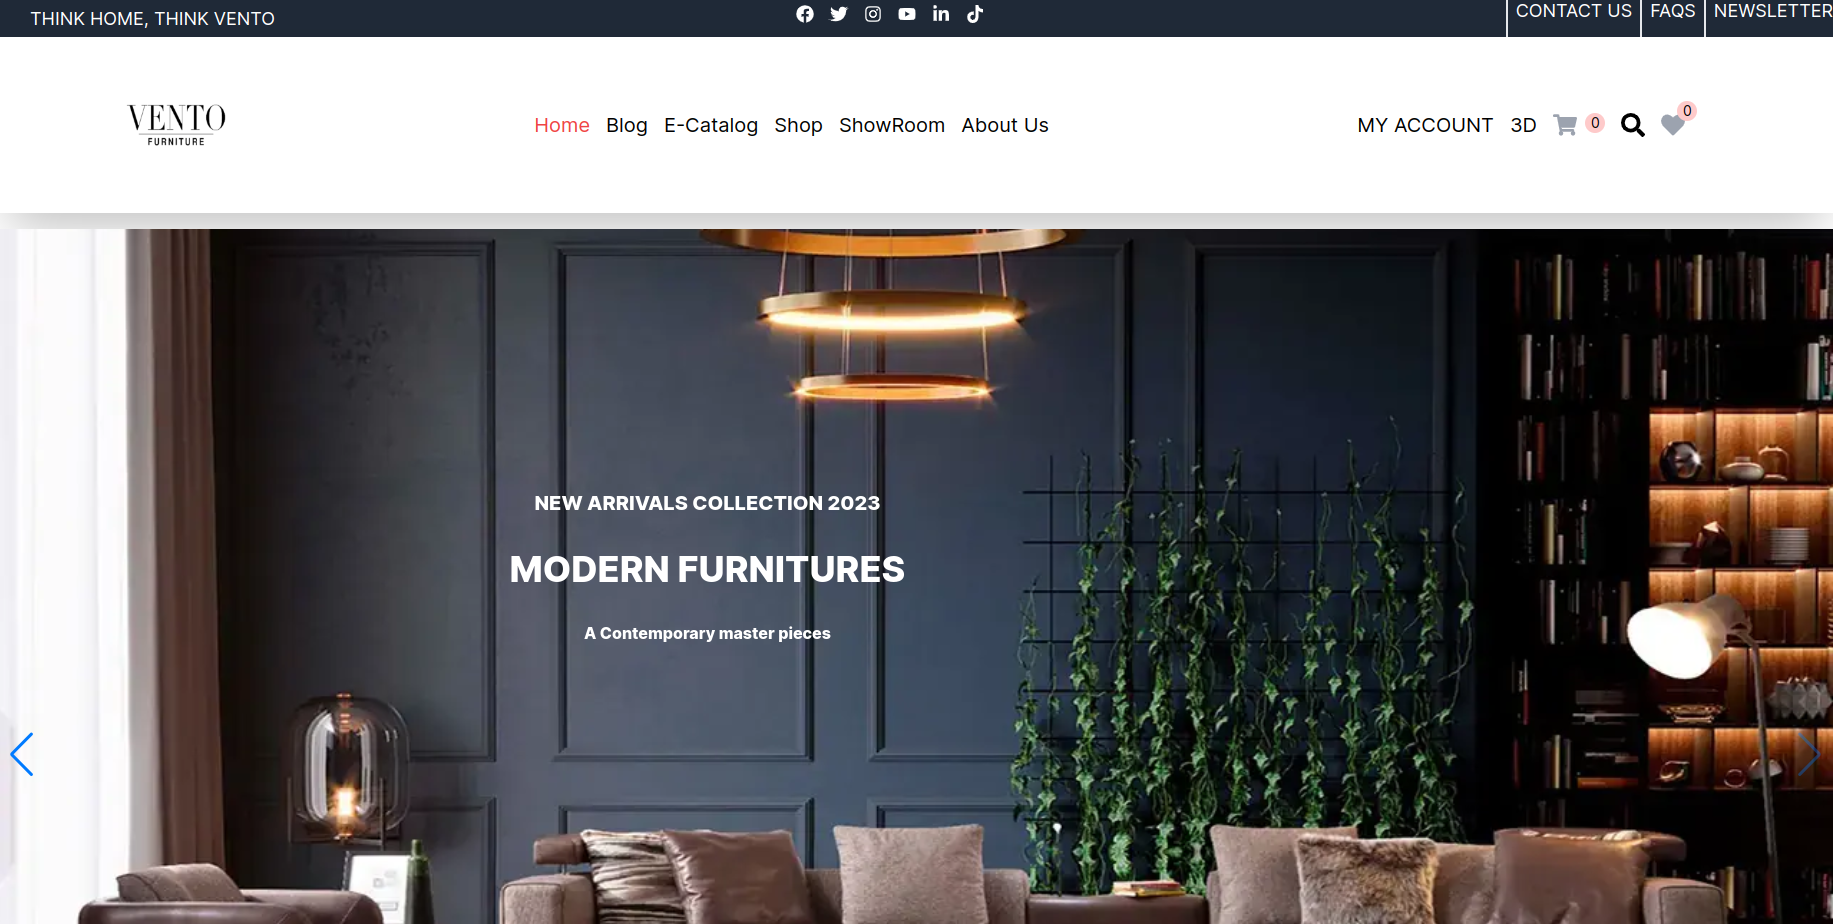 THINK HOME, THINK VENTO
CONTACT US
FAQS
NEWSLETTER
VENTO
FURNITURE
Home Blog E-Catalog Shop ShowRoom About Us
MY ACCOUNT 3D 0 0
NEW ARRIVALS COLLECTION 2023
MODERN FURNITURES
A Contemporary master pieces